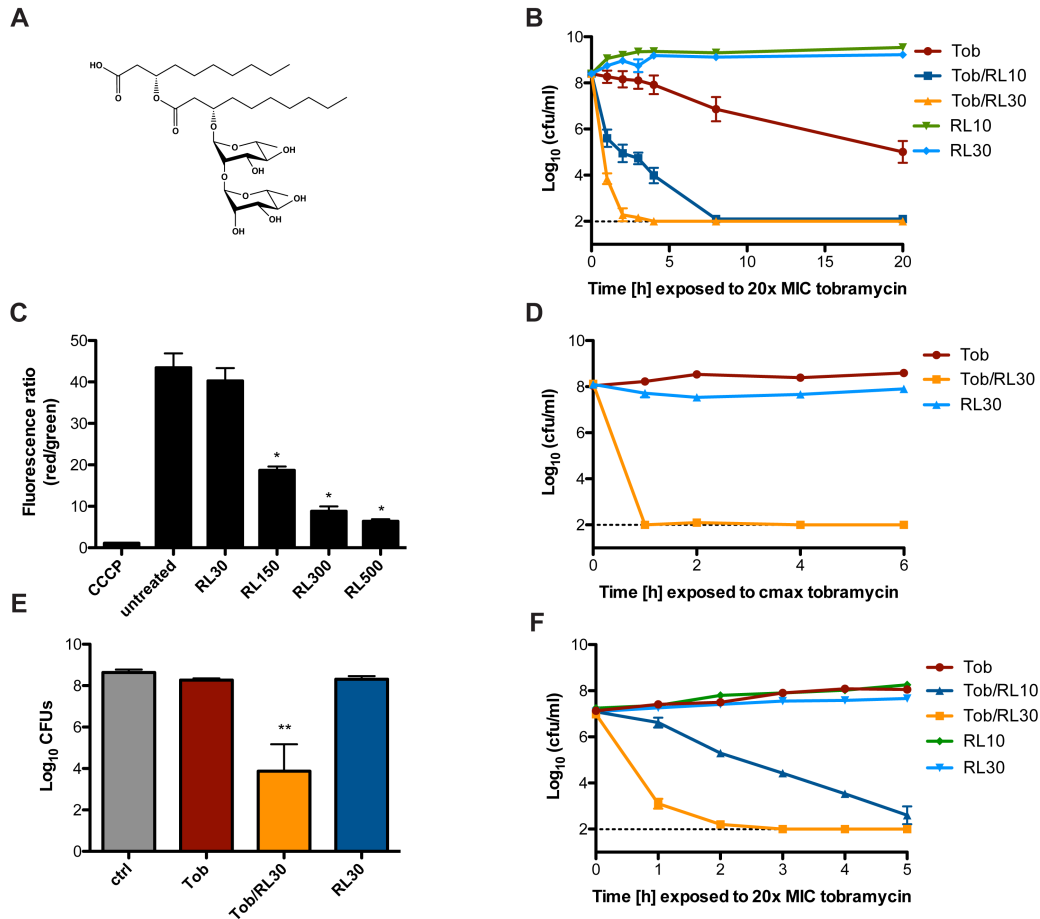 A
HO
O
O
O
O
O
O
OH
OH
O
O
OH
OH
OH
B
Log10 (cfu/ml)
10
8
6
4
2
0
5
10
15
20
Time [h] exposed to 20x MIC tobramycin
Tob
Tob/RL10
Tob/RL30
RL10
RL30
C
Fluorescence ratio
(red/green)
50
40
30
20
10
0
*
*
*
CCCP
untreated
RL30
RL150
RL300
RL500
D
Log10 (cfu/ml)
10
8
6
4
2
0
2
4
6
Time [h] exposed to cmax tobramycin
Tob
Tob/RL30
RL30
E
Log10 CFUs
10
8
6
4
2
0
**
ctrl
Tob
Tob/RL30
RL30
F
Log10 (cfu/ml)
10
8
6
4
2
0
1
2
3
4
5
Time [h] exposed to 20x MIC tobramycin
Tob
Tob/RL10
Tob/RL30
RL10
RL30